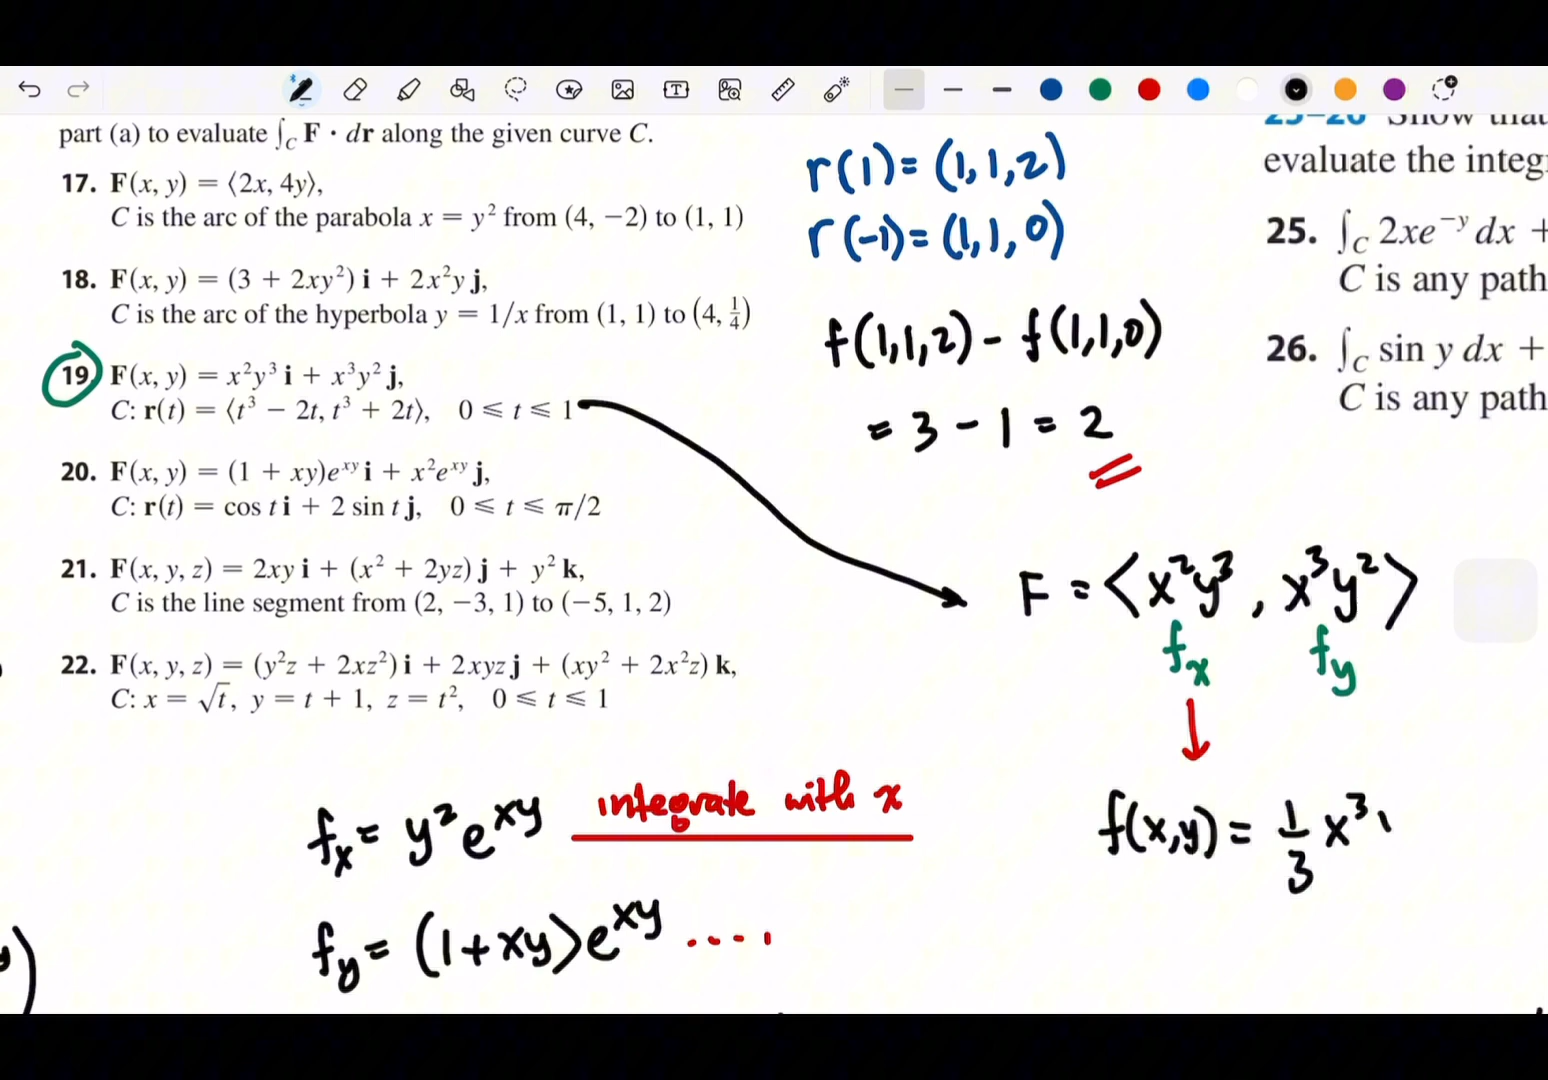 part (a) to evaluate ∫_C F · dr along the given curve C.
17. F(x, y) = ⟨2x, 4y⟩,
C is the arc of the parabola x = y² from (4, −2) to (1, 1)
18. F(x, y) = (3 + 2xy²) i + 2x²y j,
C is the arc of the hyperbola y = 1/x from (1, 1) to (4, 1/4)
19. F(x, y) = x²y³ i + x³y² j,
C: r(t) = ⟨t³ − 2t, t³ + 2t⟩, 0 ⩽ t ⩽ 1
20. F(x, y) = (1 + xy)e^{xy} i + x²e^{xy} j,
C: r(t) = cos t i + 2 sin t j, 0 ⩽ t ⩽ π/2
21. F(x, y, z) = 2xy i + (x² + 2yz) j + y² k,
C is the line segment from (2, −3, 1) to (−5, 1, 2)
22. F(x, y, z) = (y²z + 2xz²) i + 2xyz j + (xy² + 2x²z) k,
C: x = √t, y = t + 1, z = t², 0 ⩽ t ⩽ 1
r(1) = (1,1,2)
r(-1) = (1,1,0)
f(1,1,2) - f(1,1,0)
= 3 - 1 = 2
F = ⟨x²y³, x³y²⟩
f_x f_y
f(x,y) = 1/3 x³
f_x = y²e^{xy} integrate with x
f_y = (1+xy)e^{xy} ....
evaluate the integ
25. ∫_C 2xe^{−y} dx +
C is any path
26. ∫_C sin y dx +
C is any path